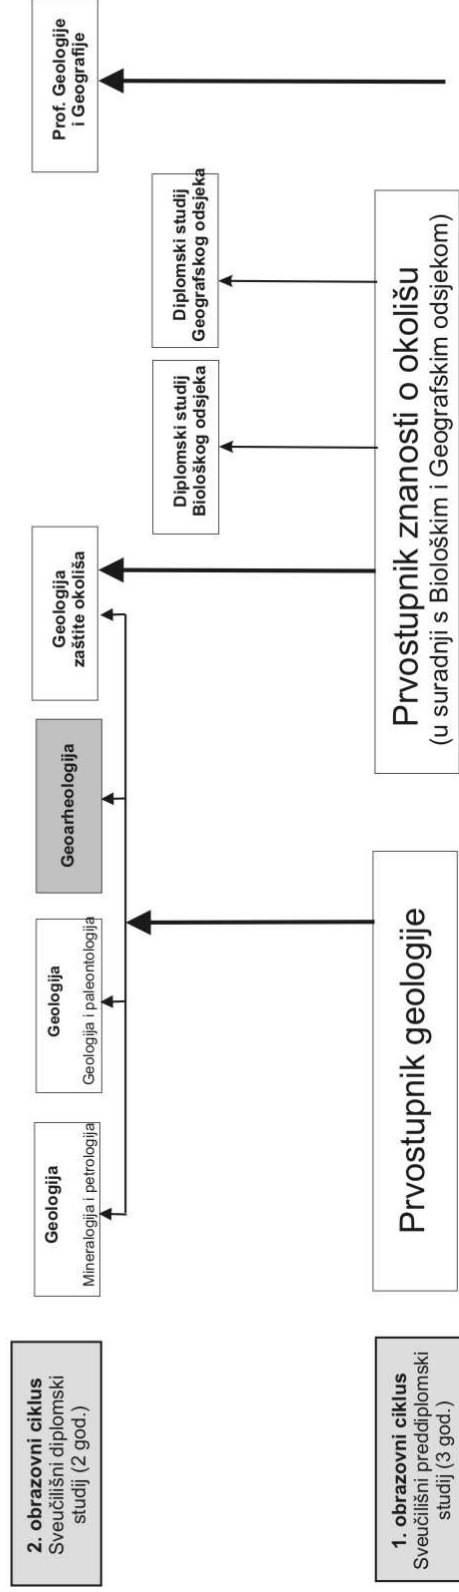 2. obrazovni ciklus
Sveučilišni diplomski
studij (2 god.)
Geologija
Mineralogija i petrologija
Geologija
Geologija i paleontologija
Geoarheologija
Geologija
zaštite okoliša
Diplomski studij
Biološkog odsjeka
Diplomski studij
Geografskog odsjeka
Prof. Geologije
i Geografije
1. obrazovni ciklus
Sveučilišni preddiplomski
studij (3 god.)
Prvostupnik geologije
Prvostupnik znanosti o okolišu
(u suradnji s Biološkim i Geografskim odsjekom)